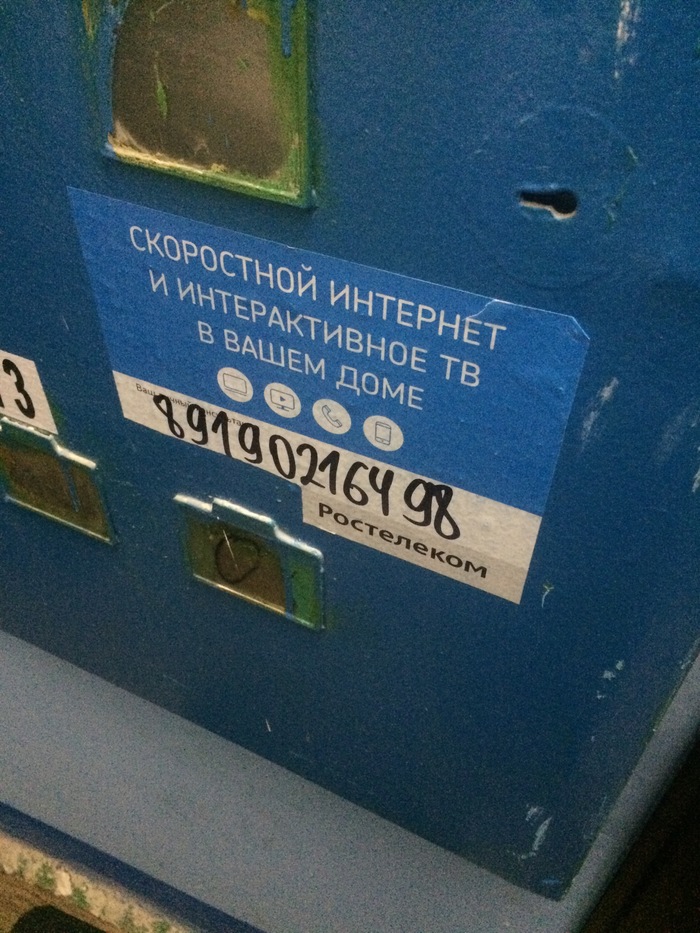 СКОРОСТНОЙ ИНТЕРНЕТ
И ИНТЕРАКТИВНОЕ ТВ
В ВАШЕМ ДОМЕ
89190216498
Ростелеком